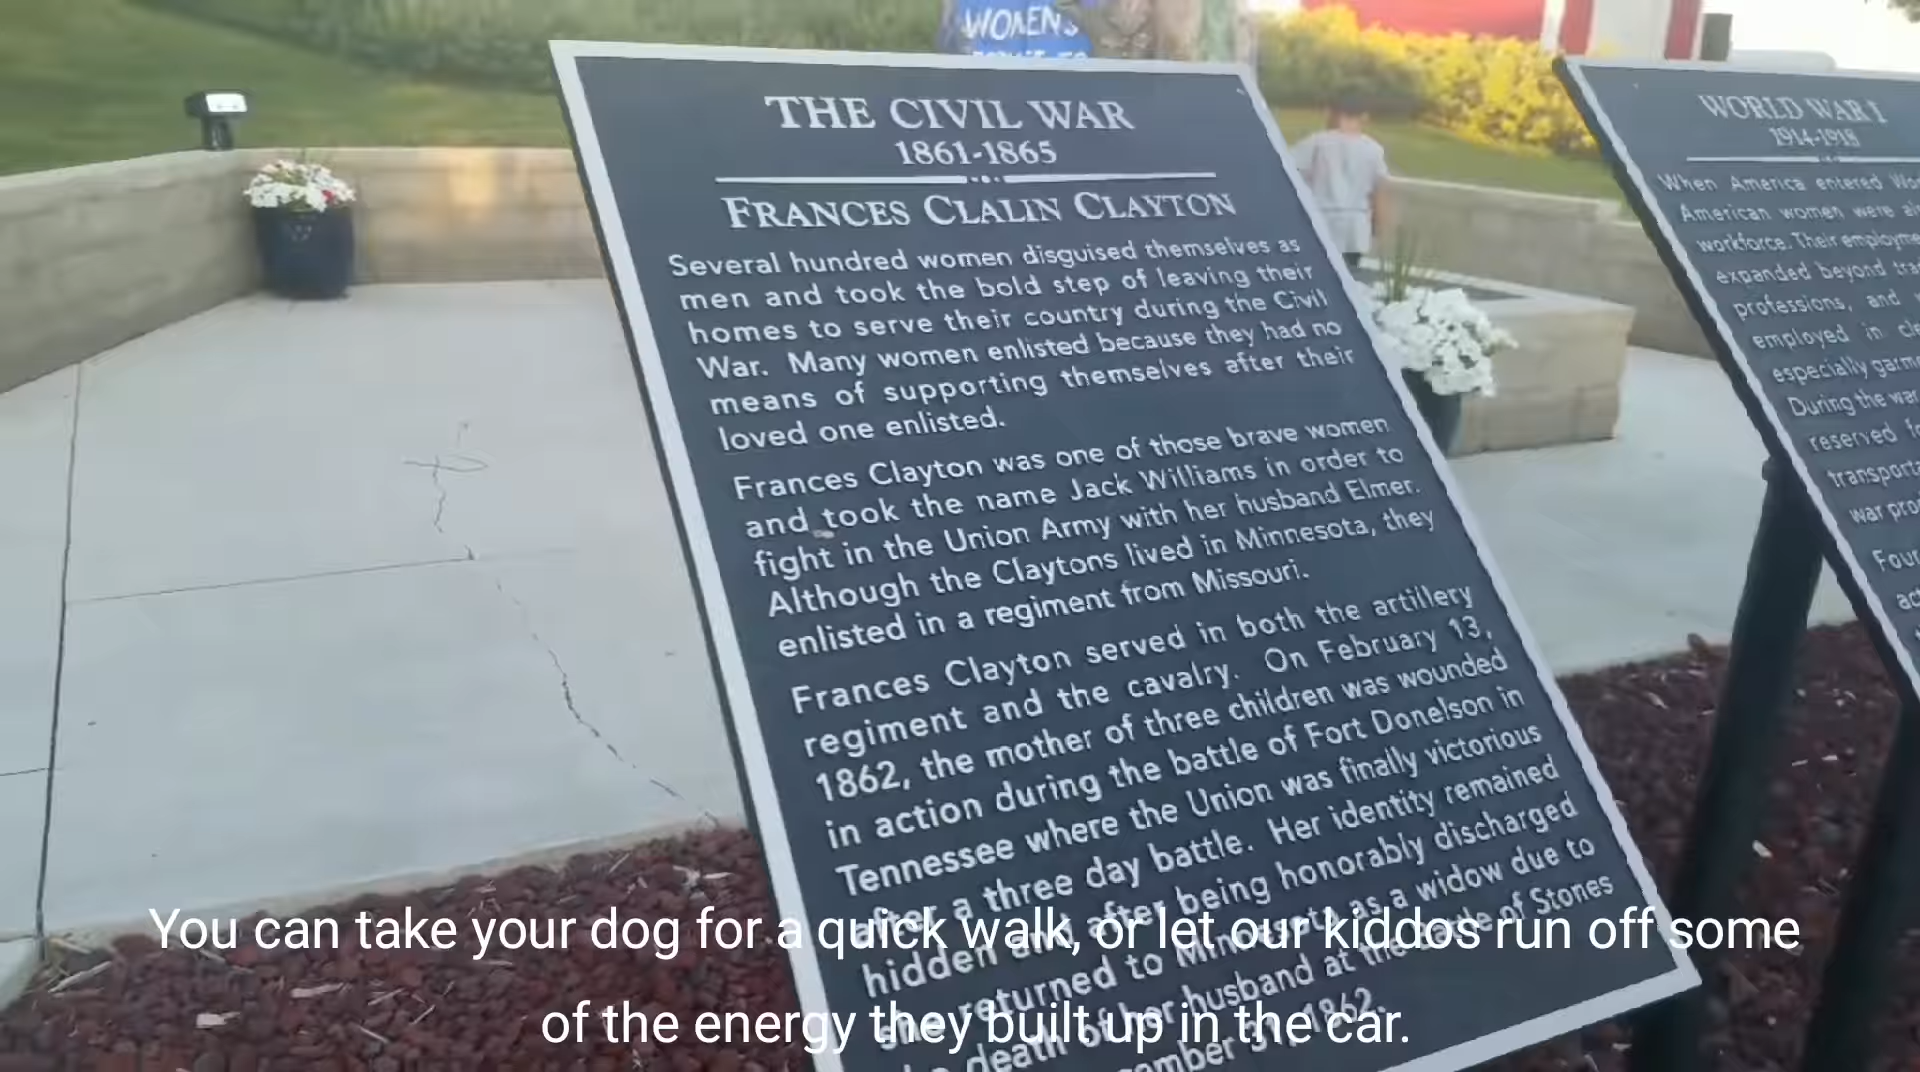 WOMEN'S
THE CIVIL WAR
1861-1865
FRANCES CLALIN CLAYTON
Several hundred women disguised themselves as
men and took the bold step of leaving their
homes to serve their country during the Civil
War. Many women enlisted because they had no
means of supporting themselves after their
loved one enlisted.
Frances Clayton was one of those brave women
and took the name Jack Williams in order to
fight in the Union Army with her husband Elmer.
Although the Claytons lived in Minnesota, they
enlisted in a regiment from Missouri.
Frances Clayton served in both the artillery
regiment and the cavalry. On February 13,
1862, the mother of three children was wounded
in action during the battle of Fort Donelson in
Tennessee where the Union was finally victorious
after a three day battle. Her identity remained
hidden and after being honorably discharged
she returned to Minnesota as a widow due to
death of her husband at the battle of Stones
31, 1862.
WORLD WAR I
1914-1918
When America entered
American women were
workforce. Their
expanded beyond
professions, and
employed in
especially
During the war
reserved
war
You can take your dog for a quick walk, or let our kiddos run off some
of the energy they built up in the car.